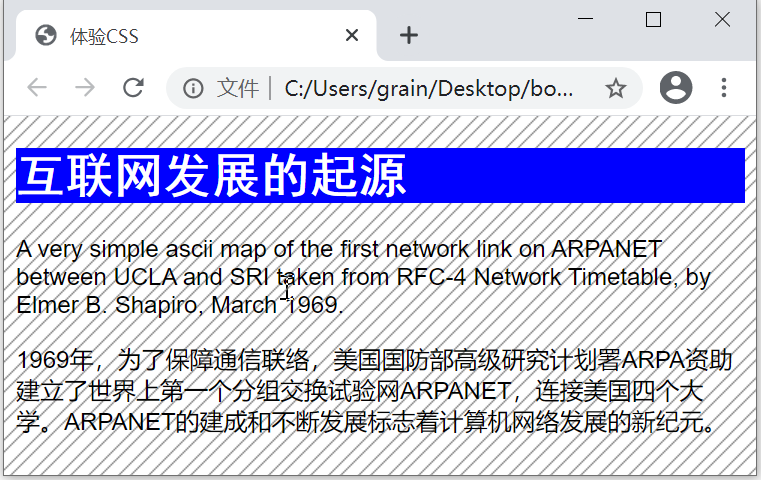 体验CSS
文件
C:/Users/grain/Desktop/bo...
互联网发展的起源
A very simple ascii map of the first network link on ARPANET
between UCLA and SRI taken from RFC-4 Network Timetable, by
Elmer B. Shapiro, March 1969.
1969年，为了保障通信联络，美国国防部高级研究计划署ARPA资助
建立了世界上第一个分组交换试验网ARPANET，连接美国四个大
学。ARPANET的建成和不断发展标志着计算机网络发展的新纪元。